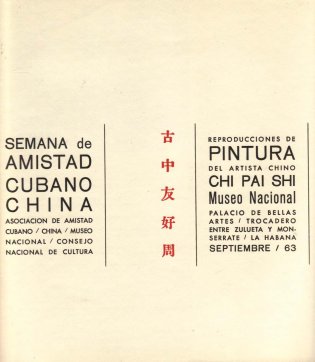 SEMANA de
AMISTAD
CUBANO
CHINA
ASOCIACION DE AMISTAD
CUBANO / CHINA / MUSEO
NACIONAL / CONSEJO
NACIONAL DE CULTURA
古中友好周
REPRODUCCIONES DE
PINTURA
DEL ARTISTA CHINO
CHI PAI SHI
Museo Nacional
PALACIO DE BELLAS
ARTES / TROCADERO
ENTRE ZULUETA Y MON-
SERRATE / LA HABANA
SEPTIEMBRE / 63